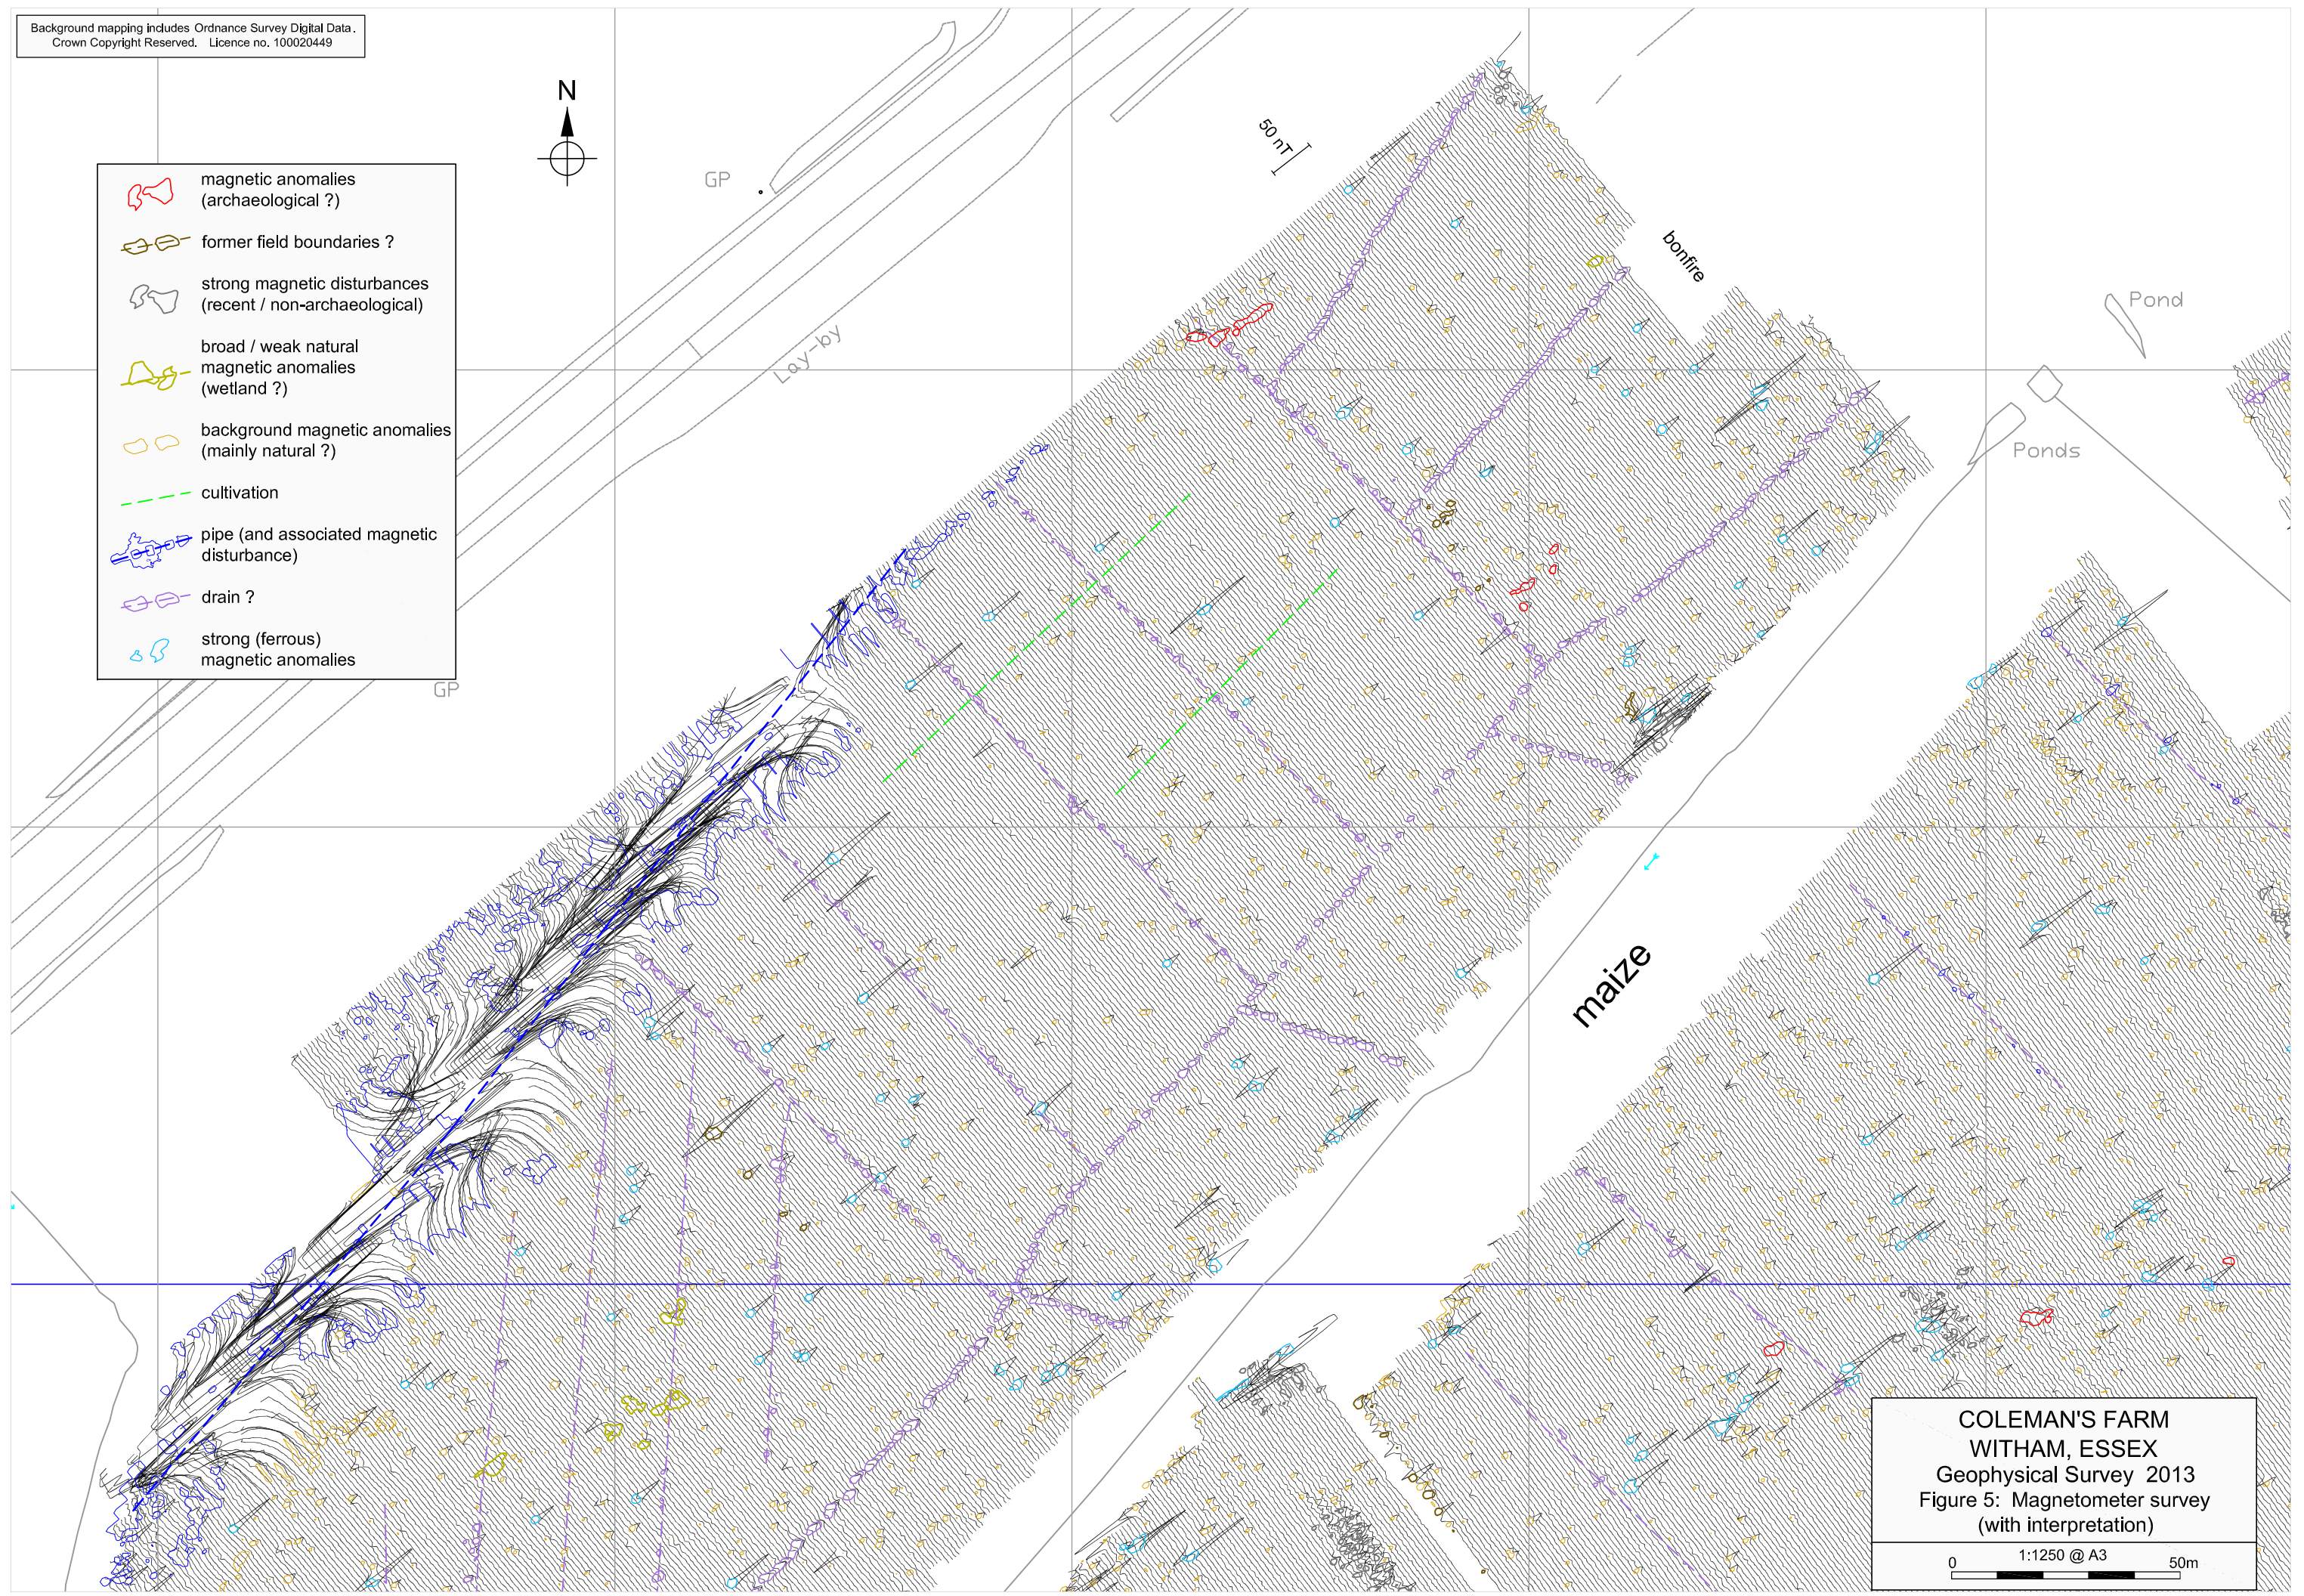 Background mapping includes Ordnance Survey Digital Data.
Crown Copyright Reserved. Licence no. 100020449
N
GP
50 nT
bonfire
Pond
Lay-by
Ponds
magnetic anomalies
(archaeological ?)
former field boundaries ?
strong magnetic disturbances
(recent / non-archaeological)
broad / weak natural
magnetic anomalies
(wetland ?)
background magnetic anomalies
(mainly natural ?)
cultivation
pipe (and associated magnetic
disturbance)
drain ?
strong (ferrous)
magnetic anomalies
GP
maize
COLEMAN'S FARM
WITHAM, ESSEX
Geophysical Survey 2013
Figure 5: Magnetometer survey
(with interpretation)
1:1250 @ A3
0 50m